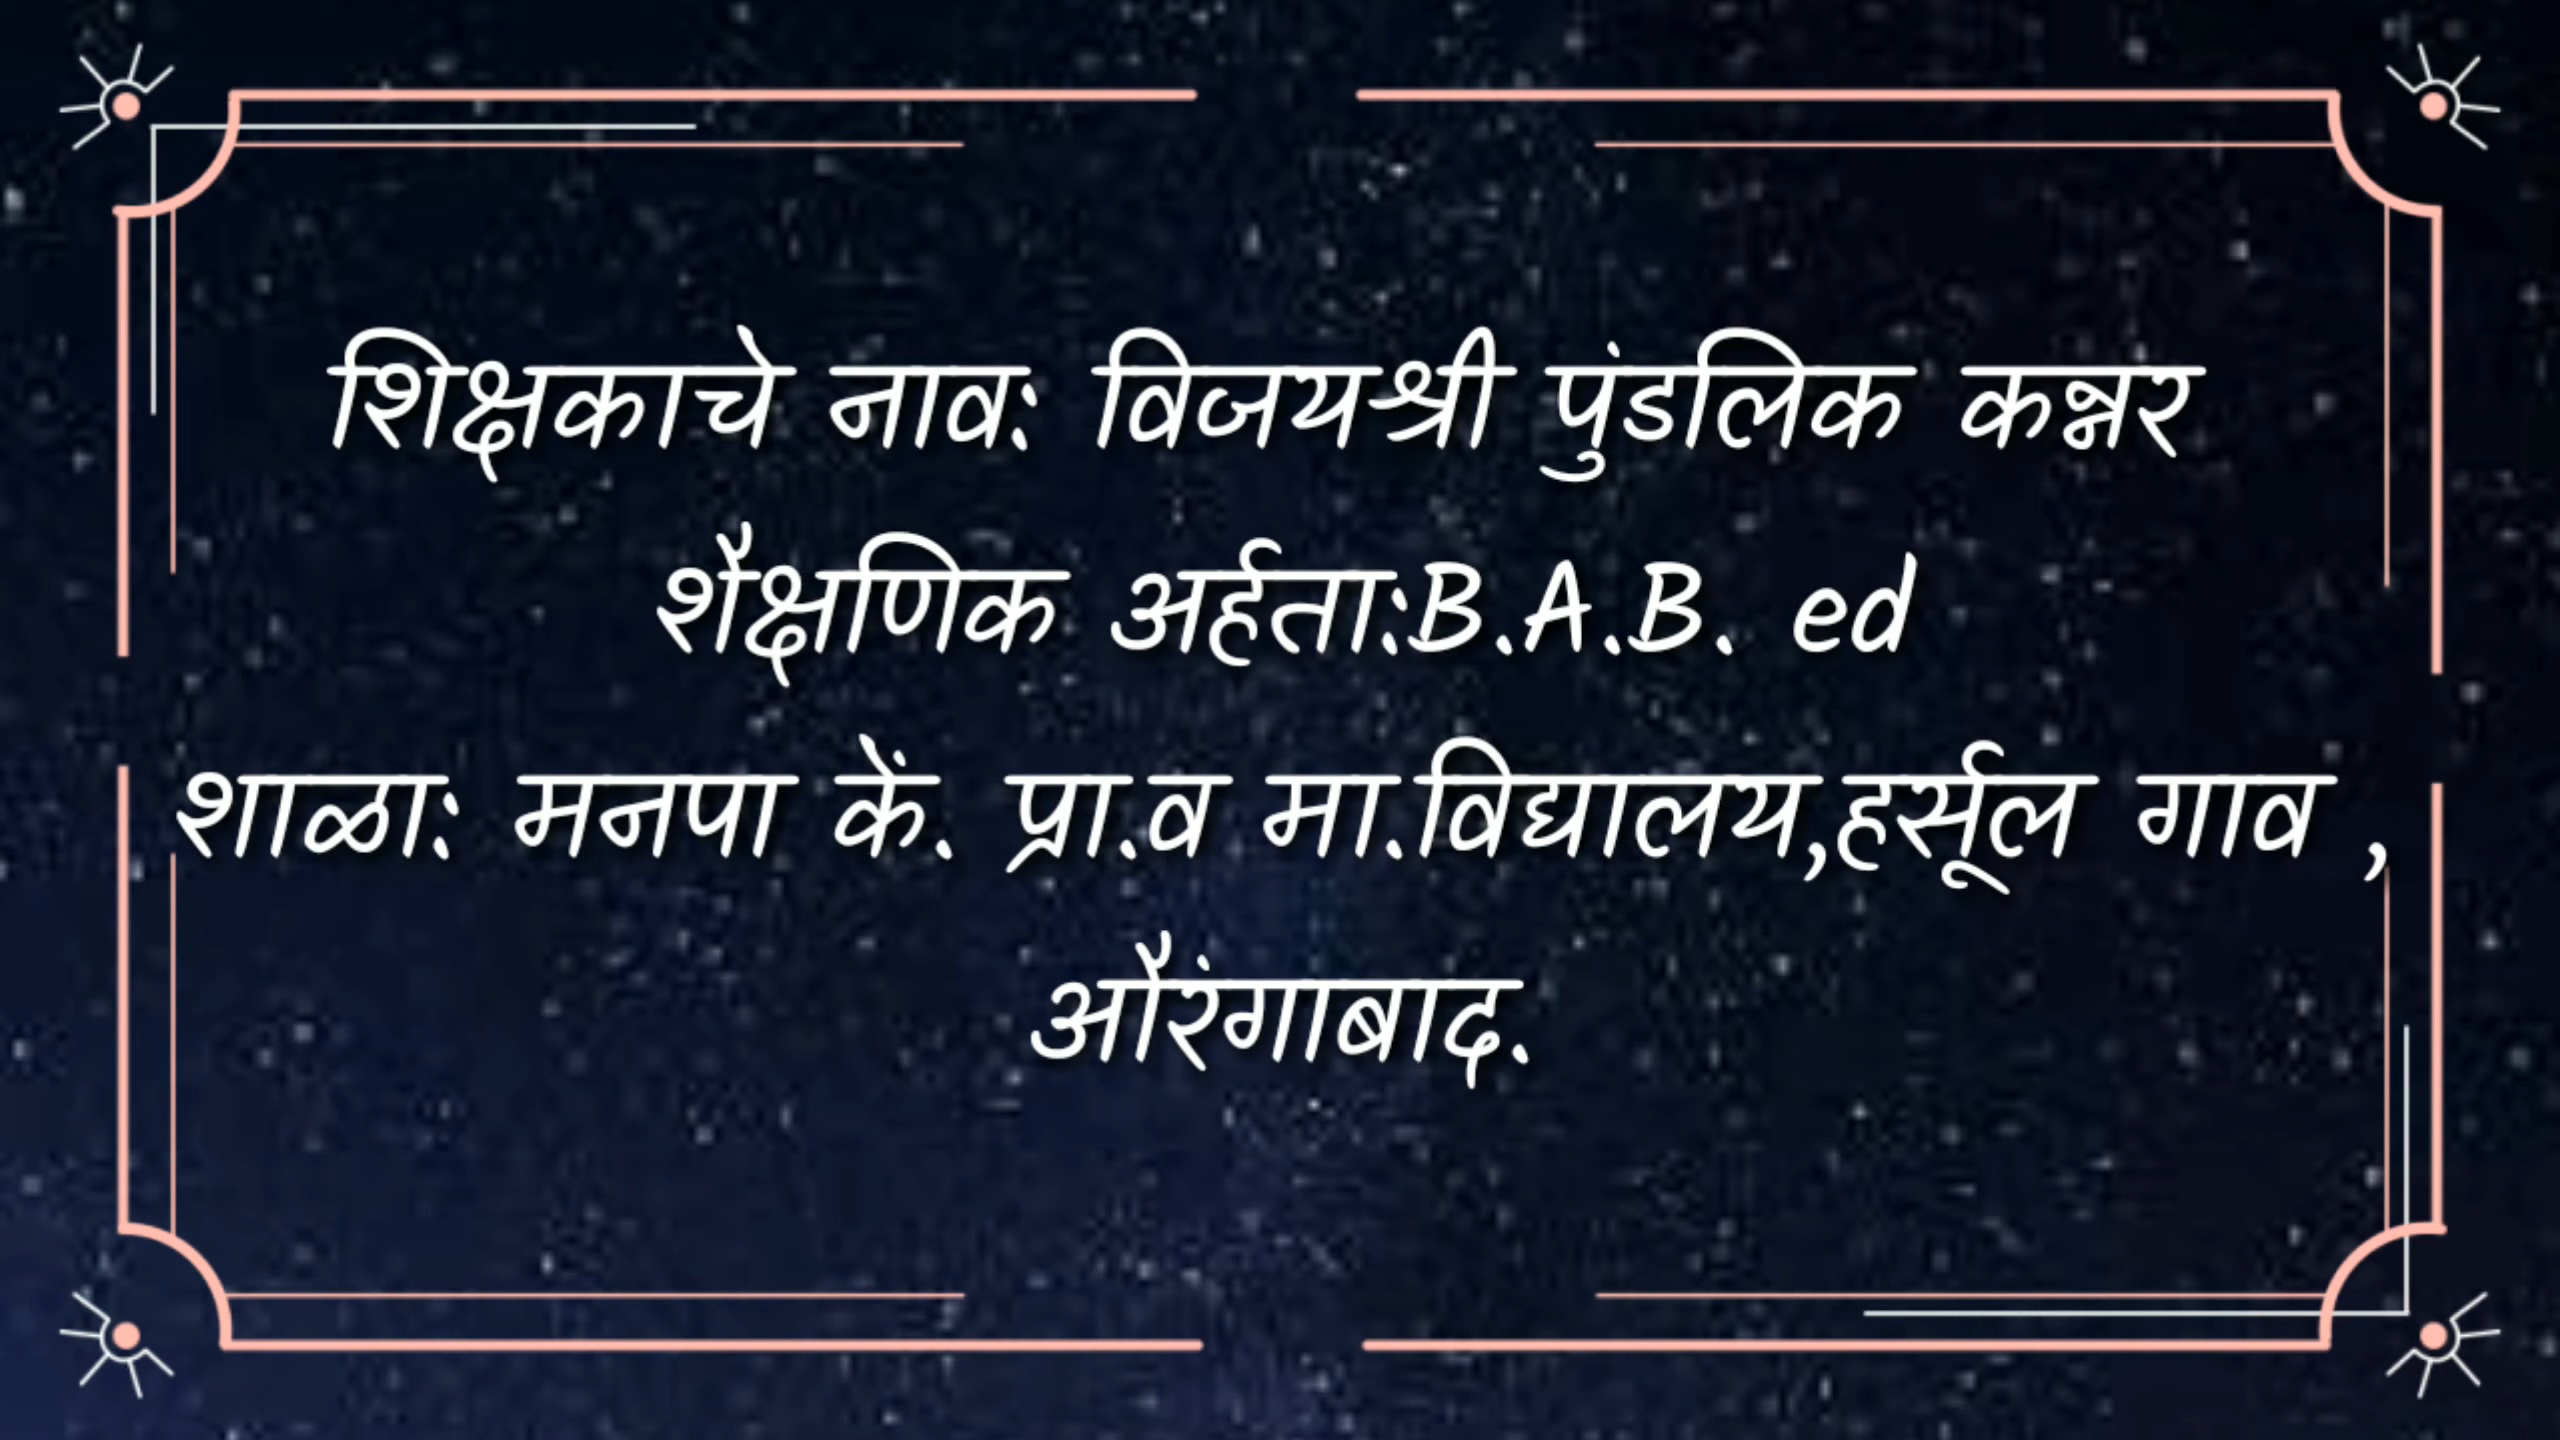 शिक्षकाचे नाव: विजयश्री पुंडलिक कन्नर
शैक्षणिक अर्हता:B.A.B. ed
शाळा: मनपा कें. प्रा.व मा.विद्यालय,हर्सूल गाव ,
औरंगाबाद.